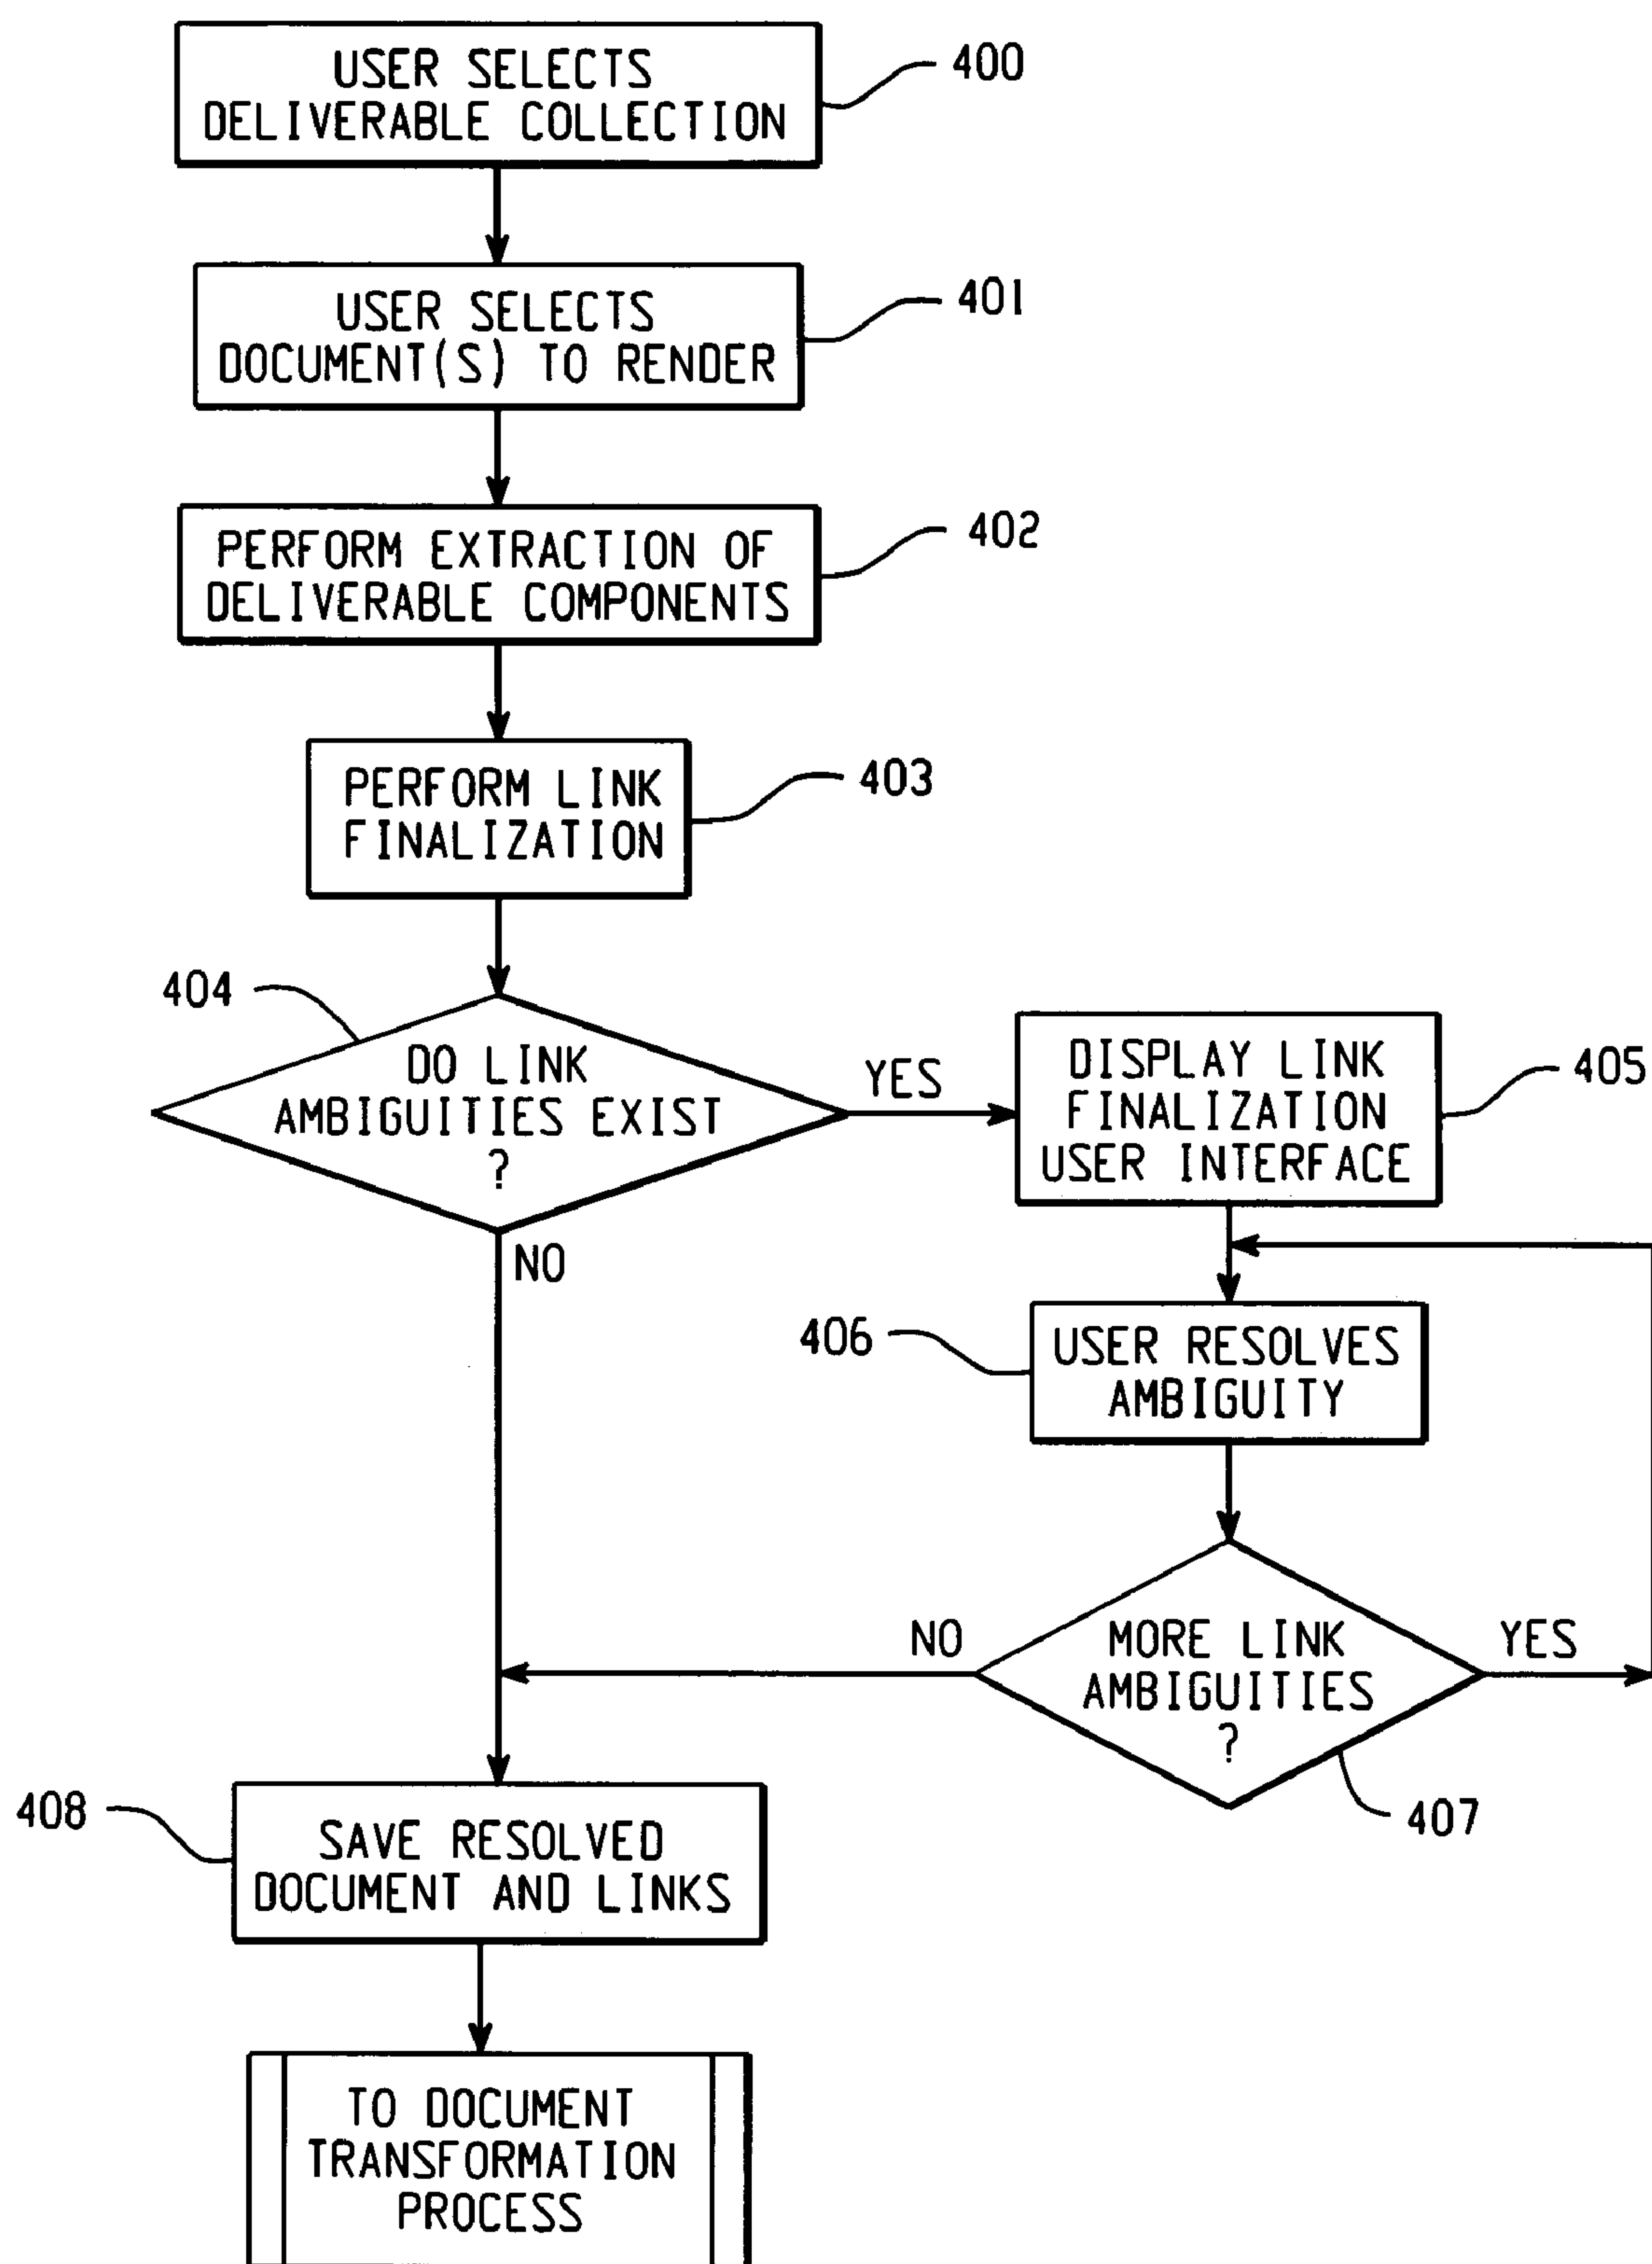 USER SELECTS
DELIVERABLE COLLECTION
400
USER SELECTS
DOCUMENT(S) TO RENDER
401
PERFORM EXTRACTION OF
DELIVERABLE COMPONENTS
402
PERFORM LINK
FINALIZATION
403
404
DO LINK
AMBIGUITIES EXIST
?
YES
NO
DISPLAY LINK
FINALIZATION
USER INTERFACE
405
406
USER RESOLVES
AMBIGUITY
NO
MORE LINK
AMBIGUITIES
?
YES
407
408
SAVE RESOLVED
DOCUMENT AND LINKS
TO DOCUMENT
TRANSFORMATION
PROCESS